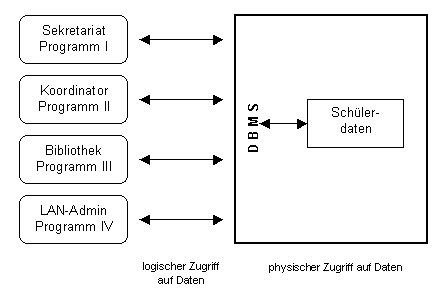 Sekretariat
Programm I
Koordinator
Programm II
Bibliothek
Programm III
LAN-Admin
Programm IV
DBMS
Schüler-
daten
logischer Zugriff
auf Daten
physischer Zugriff auf Daten